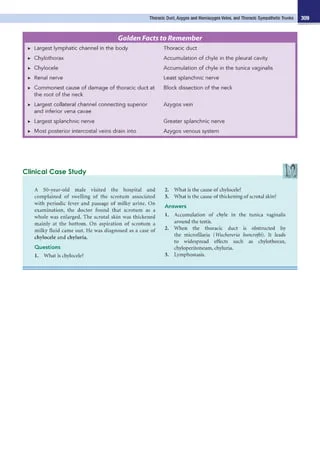 Thoracic Duct, Azygos and Hemiazygos Veins, and Thoracic Sympathetic Trunks 309
Golden Facts to Remember
▸ Largest lymphatic channel in the body Thoracic duct
▸ Chylothorax Accumulation of chyle in the pleural cavity
▸ Chylocele Accumulation of chyle in the tunica vaginalis
▸ Renal nerve Least splanchnic nerve
▸ Commonest cause of damage of thoracic duct at Block dissection of the neck
the root of the neck
▸ Largest collateral channel connecting superior Azygos vein
and inferior vena cavae
▸ Largest splanchnic nerve Greater splanchnic nerve
▸ Most posterior intercostal veins drain into Azygos venous system
Clinical Case Study
A 50-year-old male visited the hospital and
complained of swelling of the scrotum associated
with periodic fever and passage of milky urine. On
examination, the doctor found that scrotum as a
whole was enlarged. The scrotal skin was thickened
mainly at the bottom. On aspiration of scrotum a
milky fluid came out. He was diagnosed as a case of
chylocele and chyluria.
Questions
1. What is chylocele?
2. What is the cause of chylocele?
3. What is the cause of thickening of scrotal skin?
Answers
1. Accumulation of chyle in the tunica vaginalis
around the testis.
2. When the thoracic duct is obstructed by
the microfilaria (Wuchereria bancrofti). It leads
to widespread effects such as chylothorax,
chyloperitoneum, chyluria.
3. Lymphostasis.